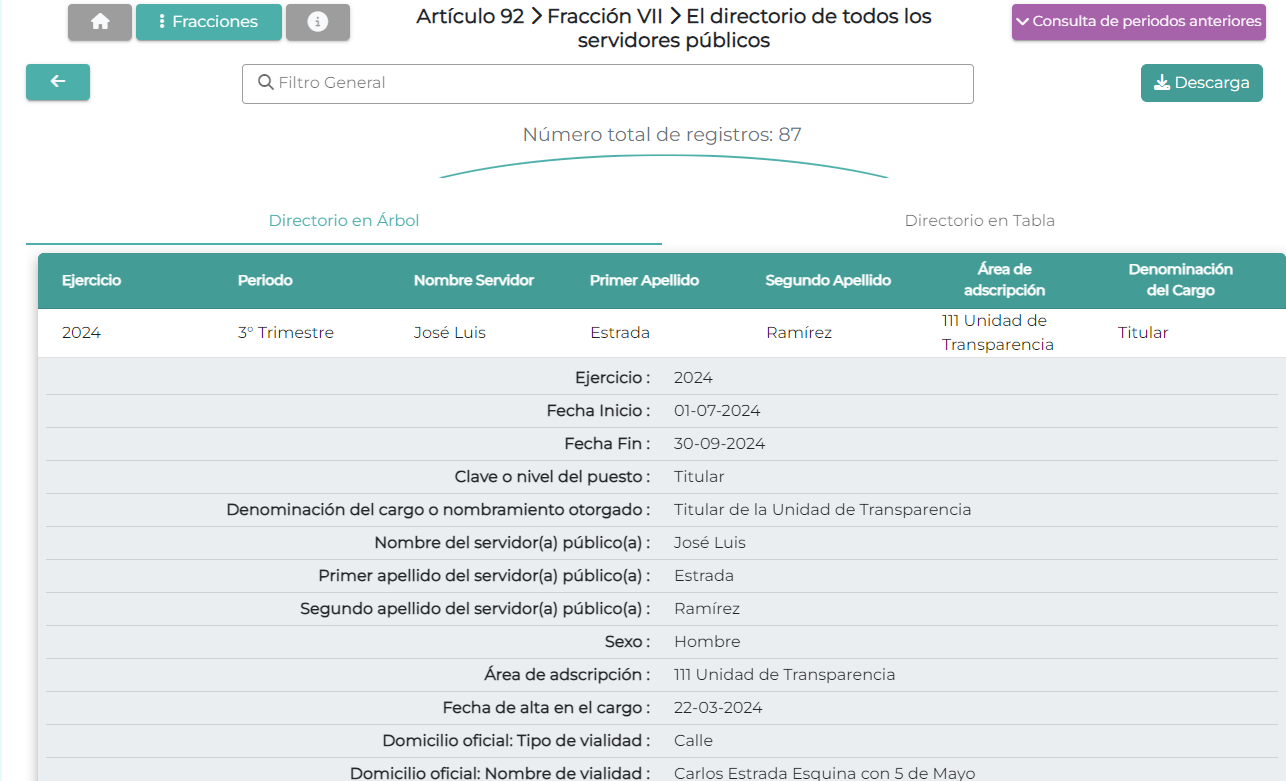 Fracciones
Artículo 92 > Fracción VII > El directorio de todos los
servidores públicos
Consulta de periodos anteriores
Filtro General
Descarga
Número total de registros: 87
Directorio en Árbol
Directorio en Tabla
Ejercicio Periodo Nombre Servidor Primer Apellido Segundo Apellido Área de adscripción Denominación del Cargo
2024 3° Trimestre José Luis Estrada Ramírez 111 Unidad de Transparencia Titular
Ejercicio : 2024
Fecha Inicio : 01-07-2024
Fecha Fin : 30-09-2024
Clave o nivel del puesto : Titular
Denominación del cargo o nombramiento otorgado : Titular de la Unidad de Transparencia
Nombre del servidor(a) público(a) : José Luis
Primer apellido del servidor(a) público(a) : Estrada
Segundo apellido del servidor(a) público(a) : Ramírez
Sexo : Hombre
Área de adscripción : 111 Unidad de Transparencia
Fecha de alta en el cargo : 22-03-2024
Domicilio oficial: Tipo de vialidad : Calle
Domicilio oficial: Nombre de vialidad : Carlos Estrada Esquina con 5 de Mayo